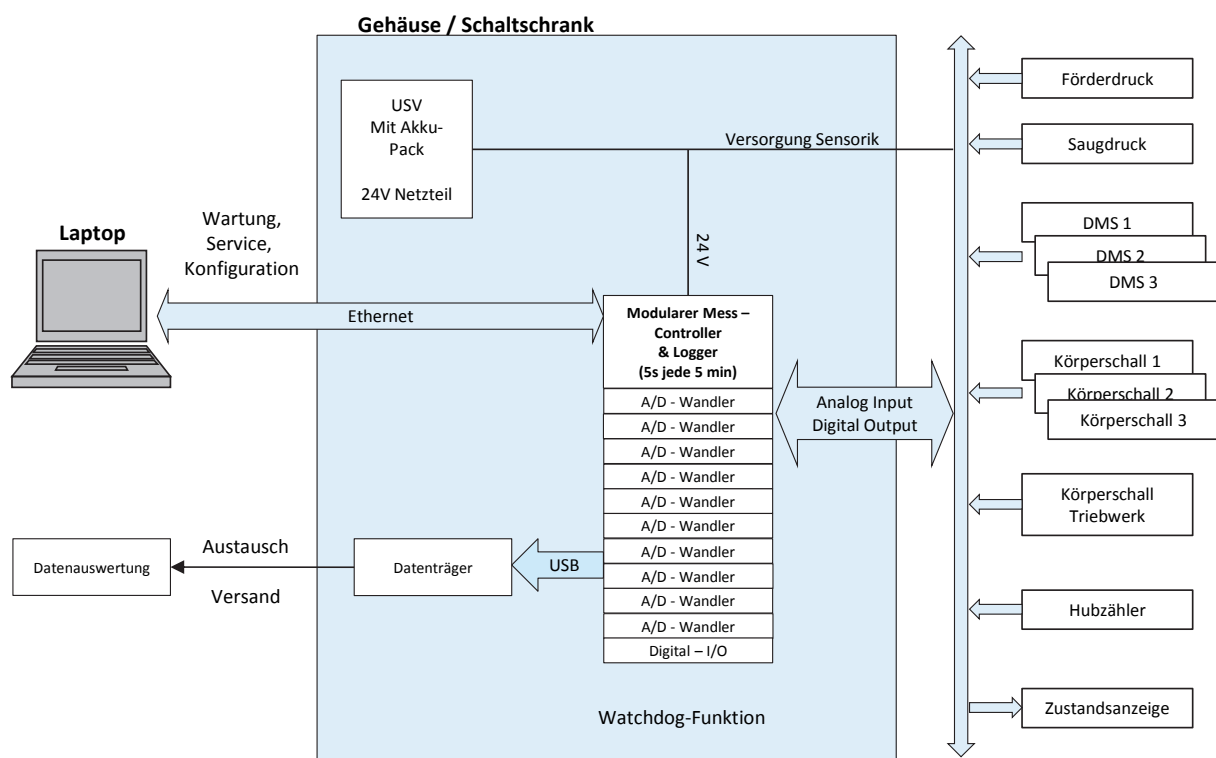 Gehäuse / Schaltschrank
USV
Mit Akku-
Pack
24V Netzteil
Versorgung Sensorik
24 V
Laptop
Wartung,
Service,
Konfiguration
Ethernet
Modularer Mess –
Controller
& Logger
(5s jede 5 min)
A/D - Wandler
A/D - Wandler
A/D - Wandler
A/D - Wandler
A/D - Wandler
A/D - Wandler
A/D - Wandler
A/D - Wandler
A/D - Wandler
A/D - Wandler
Digital – I/O
Analog Input
Digital Output
USB
Datenträger
Austausch
Versand
Datenauswertung
Watchdog-Funktion
Förderdruck
Saugdruck
DMS 1
DMS 2
DMS 3
Körperschall 1
Körperschall 2
Körperschall 3
Körperschall
Triebwerk
Hubzähler
Zustandsanzeige